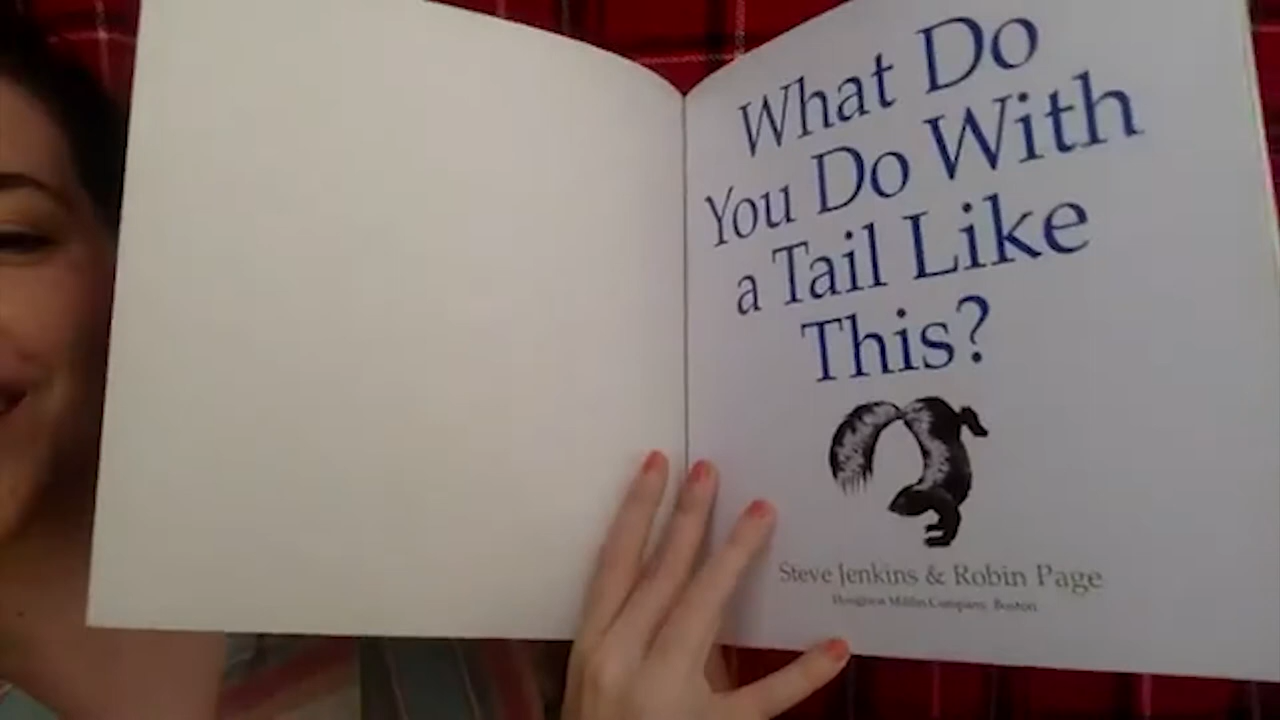 What Do
You Do With
a Tail Like
This?
Steve Jenkins & Robin Page
Houghton Mifflin Company Boston